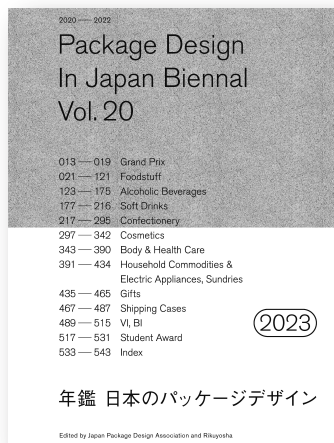 2020 — 2022
Package Design
In Japan Biennal
Vol. 20
013 — 019 Grand Prix
021 — 121 Foodstuff
123 — 175 Alcoholic Beverages
177 — 216 Soft Drinks
217 — 295 Confectionery
297 — 342 Cosmetics
343 — 390 Body & Health Care
391 — 434 Household Commodities &
Electric Appliances, Sundries
435 — 465 Gifts
467 — 487 Shipping Cases
489 — 515 VI, BI
517 — 531 Student Award
533 — 543 Index
2023
年鑑 日本のパッケージデザイン
Edited by Japan Package Design Association and Rikuyosha